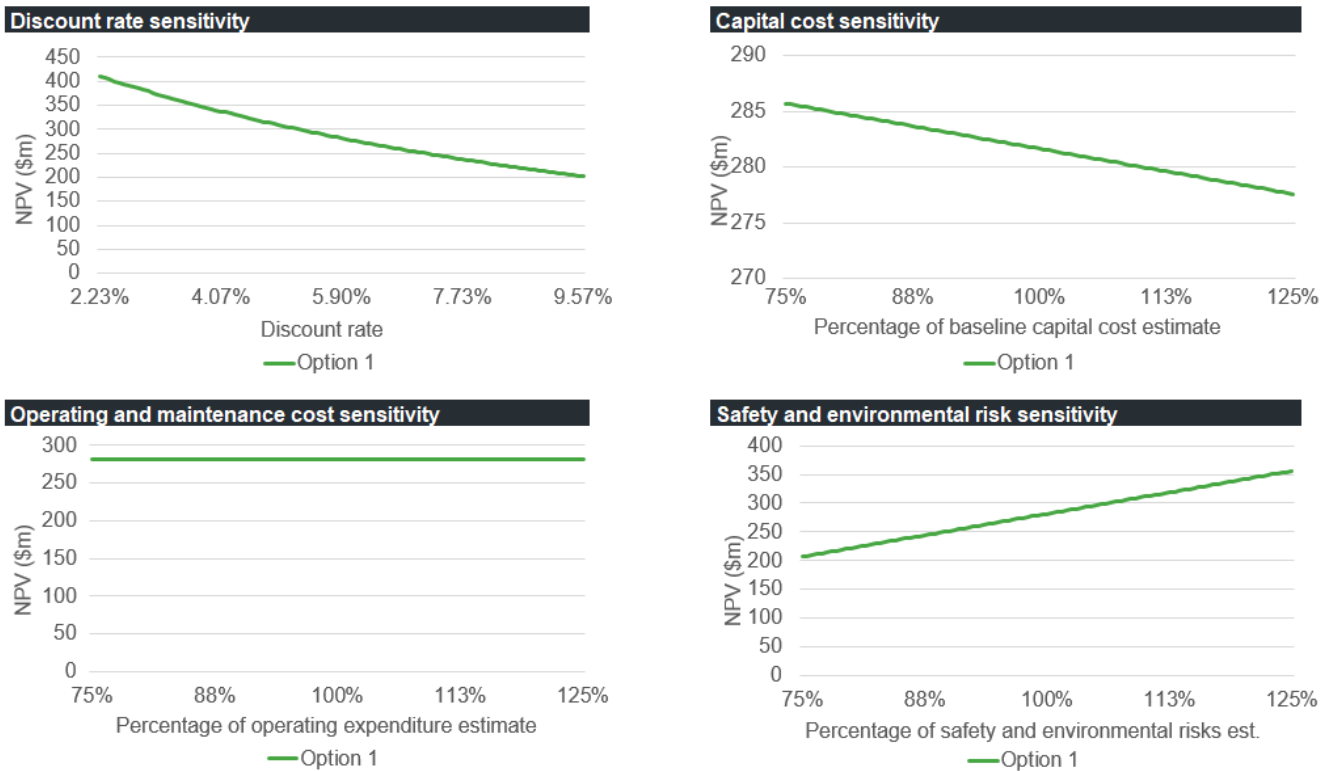 Discount rate sensitivity
450
400
350
300
250
200
150
100
50
0
NPV ($m)
2.23% 4.07% 5.90% 7.73% 9.57%
Discount rate
Option 1
Capital cost sensitivity
290
285
280
275
270
NPV ($m)
75% 88% 100% 113% 125%
Percentage of baseline capital cost estimate
Option 1
Operating and maintenance cost sensitivity
300
250
200
150
100
50
0
NPV ($m)
75% 88% 100% 113% 125%
Percentage of operating expenditure estimate
Option 1
Safety and environmental risk sensitivity
400
350
300
250
200
150
100
50
0
NPV ($m)
75% 88% 100% 113% 125%
Percentage of safety and environmental risks est.
Option 1